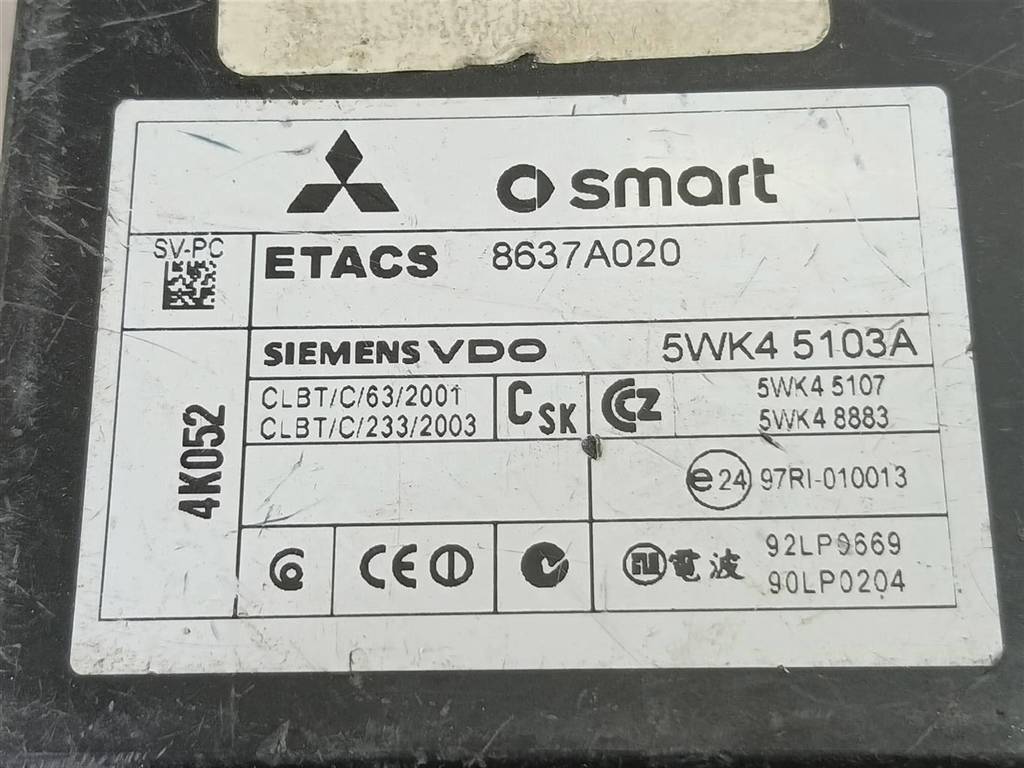 smart
SV-PC
ETACS 8637A020
SIEMENS VDO 5WK4 5103A
4K052
CLBT/C/63/2001
CLBT/C/233/2003
C SK
CCZ
5WK4 5107
5WK4 8883
e24 97RI-010013
CE
電波
92LP9669
90LP0204